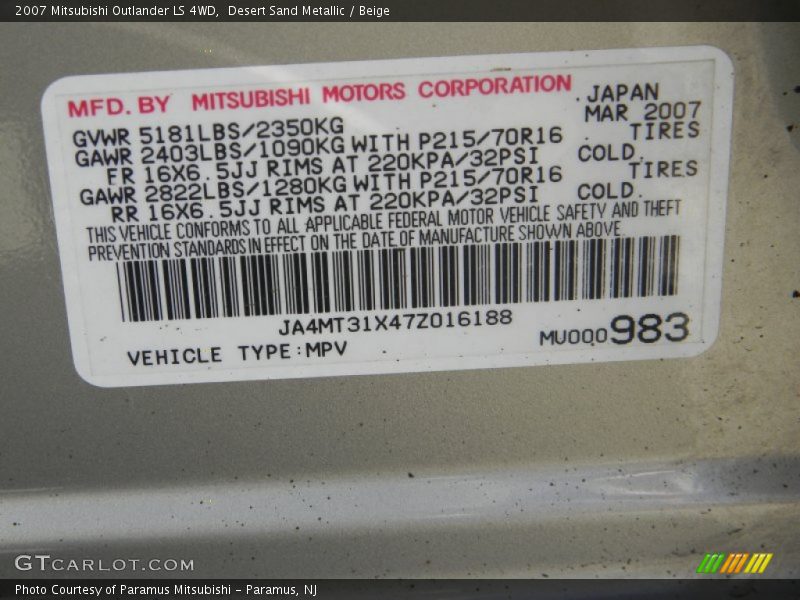 2007 Mitsubishi Outlander LS 4WD, Desert Sand Metallic / Beige
MFD. BY MITSUBISHI MOTORS CORPORATION JAPAN
GVWR 5181LBS/2350KG MAR 2007
GAWR 2403LBS/1090KG WITH P215/70R16 TIRES
FR 16X6.5JJ RIMS AT 220KPA/32PSI COLD.
GAWR 2822LBS/1280KG WITH P215/70R16 TIRES
RR 16X6.5JJ RIMS AT 220KPA/32PSI COLD.
THIS VEHICLE CONFORMS TO ALL APPLICABLE FEDERAL MOTOR VEHICLE SAFETY AND THEFT
PREVENTION STANDARDS IN EFFECT ON THE DATE OF MANUFACTURE SHOWN ABOVE
JA4MT31X47Z016188
VEHICLE TYPE:MPV MU000983
GTCARLOT.COM
Photo Courtesy of Paramus Mitsubishi – Paramus, NJ